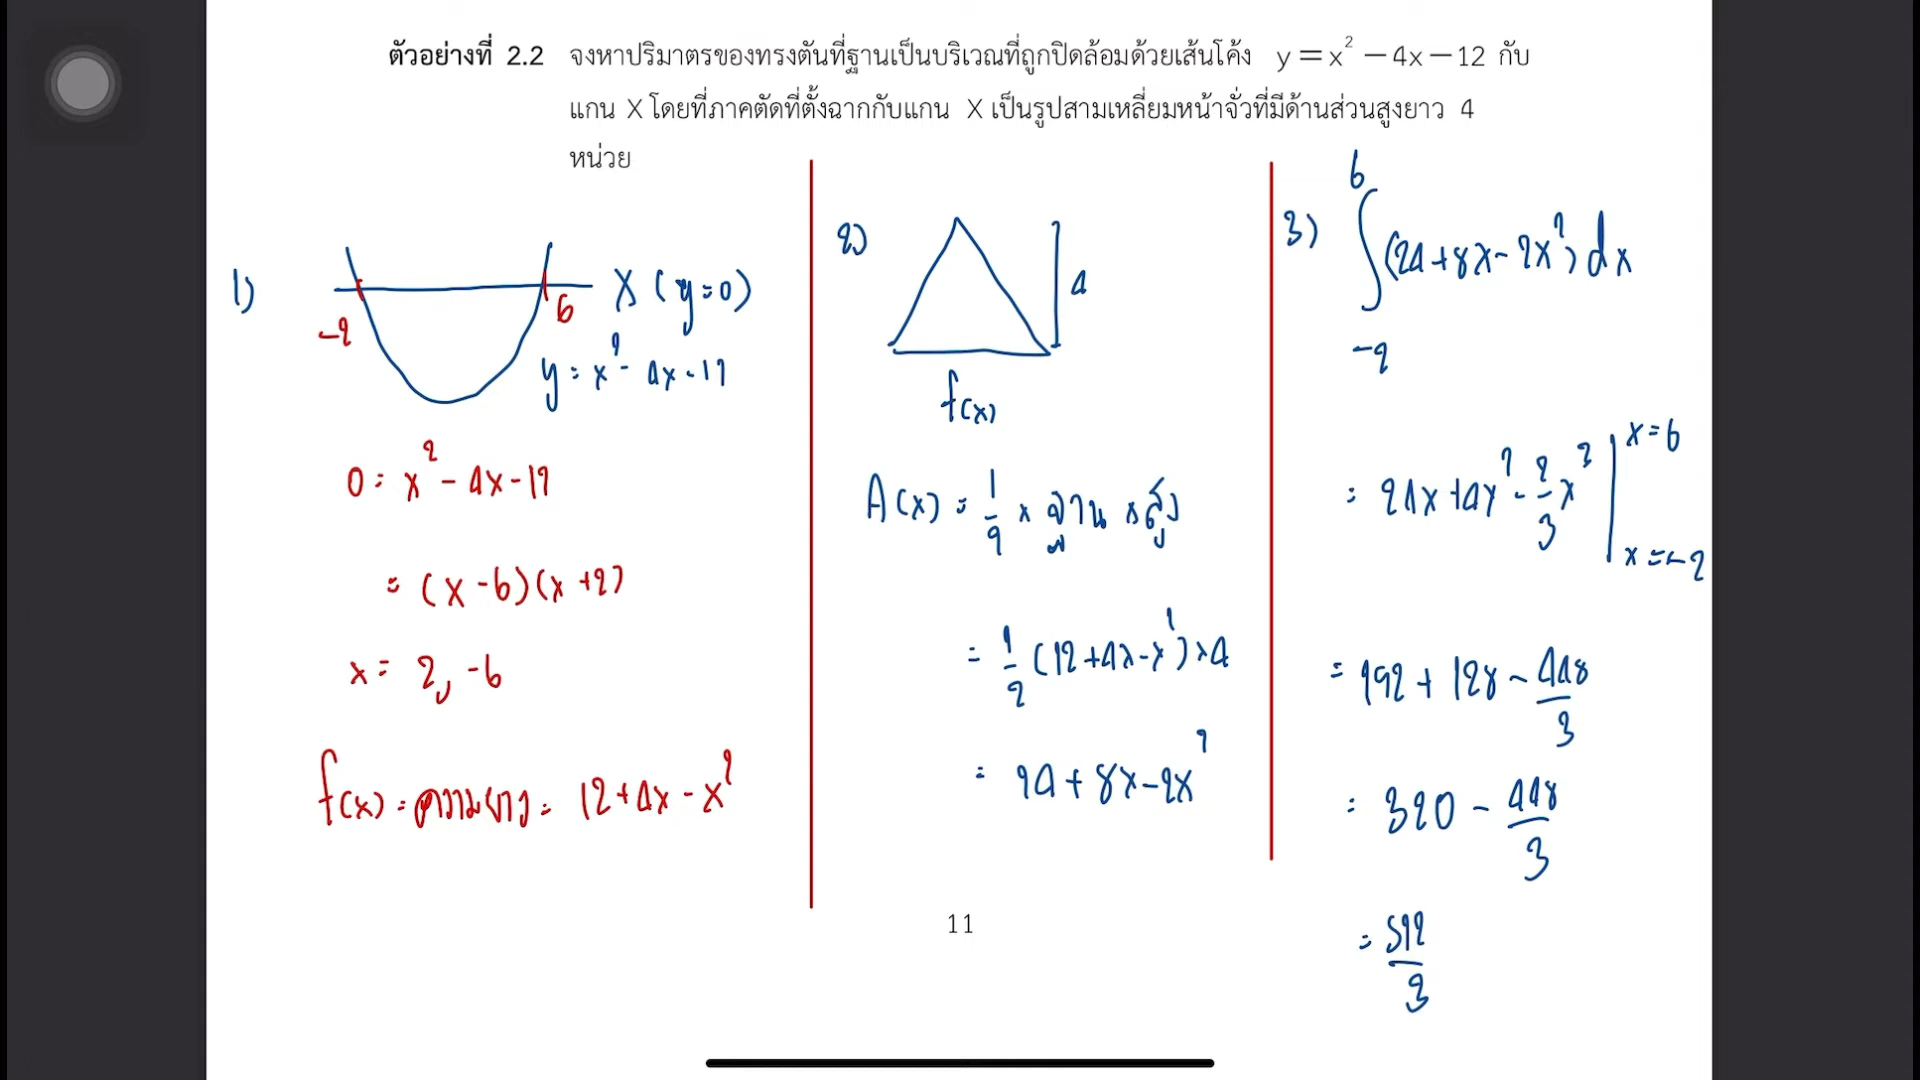 ตัวอย่างที่ 2.2 จงหาปริมาตรของทรงตันที่ฐานเป็นบริเวณที่ถูกปิดล้อมด้วยเส้นโค้ง y = x² − 4x − 12 กับ
แกน X โดยที่ภาคตัดที่ตั้งฉากกับแกน X เป็นรูปสามเหลี่ยมหน้าจั่วที่มีด้านส่วนสูงยาว 4
หน่วย
1)
X (y=0)
-2
6
y = x² - 4x - 12
0 = x² - 4x - 12
= (x - 6)(x + 2)
x = 2, -6
f(x) = ความยาว = 12 + 4x - x²
2)
4
f(x)
A(x) = 1/2 × ฐาน × สูง
= 1/2 (12 + 4x - x²) × 4
= 24 + 8x - 2x²
3) ∫₋₂⁶ (24 + 8x - 2x²) dx
= 24x + 4x² - 2/3 x³ | x = 6
x = -2
= 192 + 128 - 448/3
= 320 - 448/3
= 512/3
11